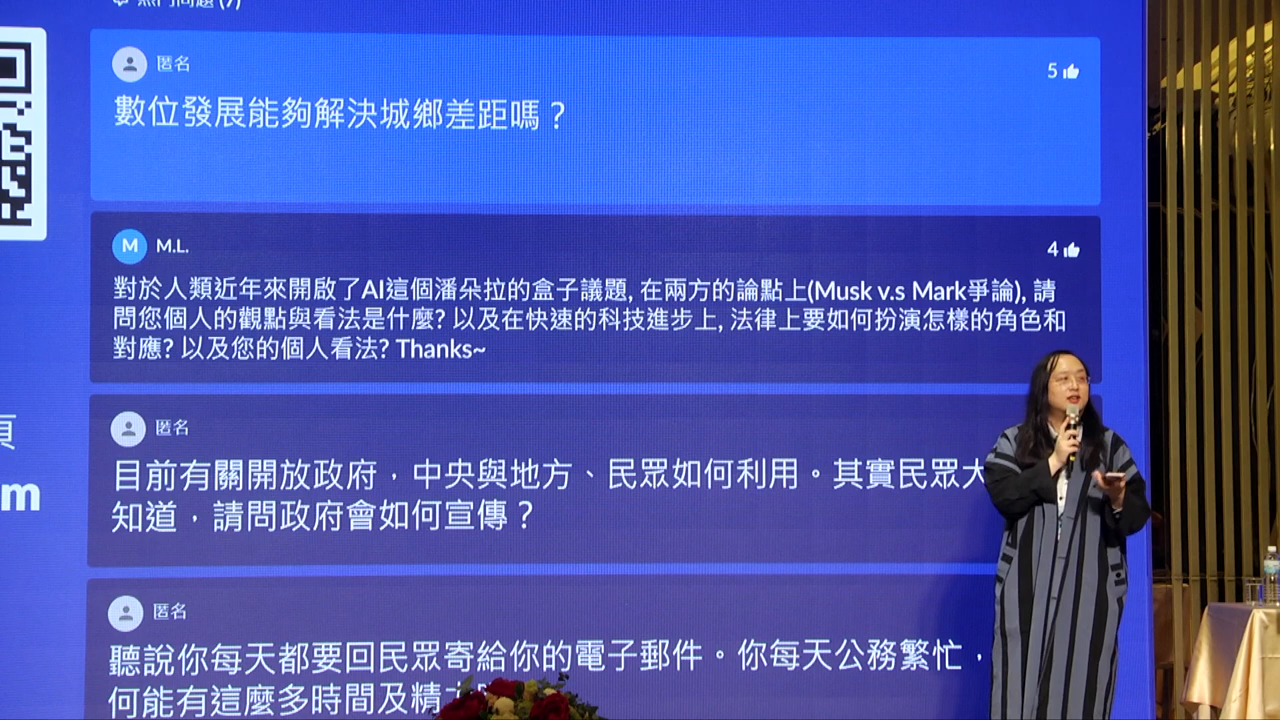 熱門問題 (7)
匿名
5
數位發展能夠解決城鄉差距嗎？
M
M.L.
4
對於人類近年來開啟了AI這個潘朵拉的盒子議題, 在兩方的論點上(Musk v.s Mark爭論), 請
問您個人的觀點與看法是什麼? 以及在快速的科技進步上, 法律上要如何扮演怎樣的角色和
對應? 以及您的個人看法? Thanks~
匿名
目前有關開放政府，中央與地方、民眾如何利用。其實民眾大
知道，請問政府會如何宣傳？
頁
m
匿名
聽說你每天都要回民眾寄給你的電子郵件。你每天公務繁忙，
何能有這麼多時間及精